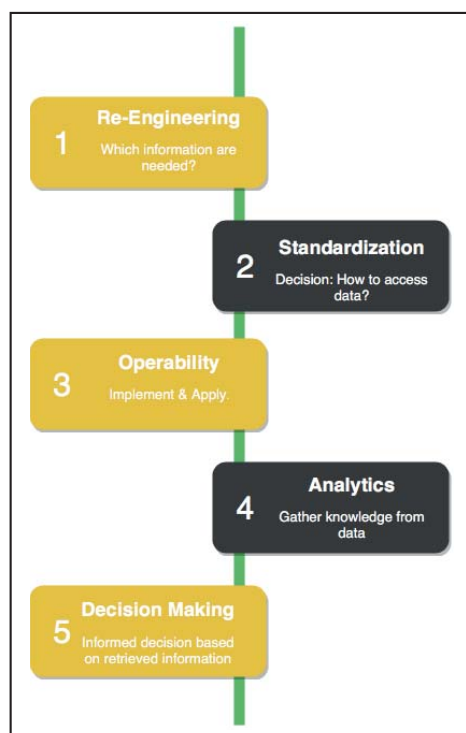 Re-Engineering
1
Which information are
needed?
Standardization
2
Decision: How to access
data?
Operability
3
Implement & Apply.
Analytics
4
Gather knowledge from
data
Decision Making
5
Informed decision based
on retrieved information